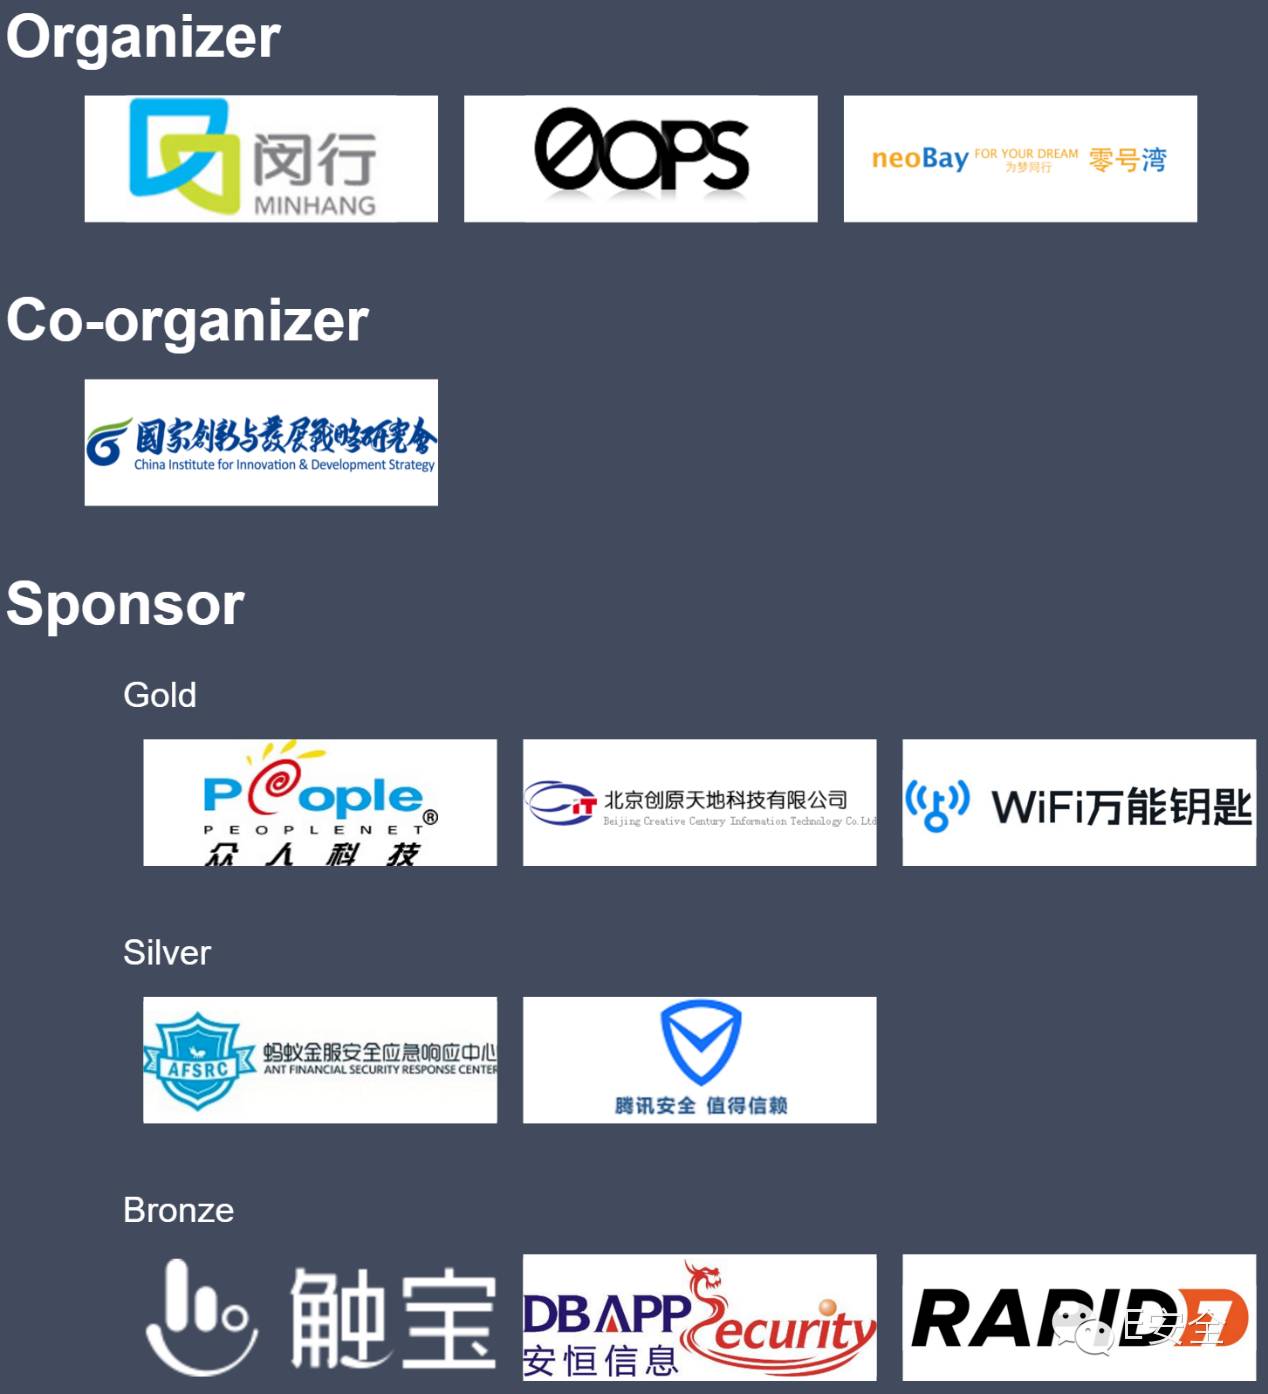 Organizer
闵行
MINHANG
0OPS
neoBay FOR YOUR DREAM 为梦同行 零号湾
Co-organizer
国家创新与发展战略研究会
China Institute for Innovation & Development Strategy
Sponsor
Gold
People
PEOPLENET®
众人科技
iT 北京创原天地科技有限公司
Beijing Creative Century Information Technology Co.Ltd
WiFi万能钥匙
Silver
AFSRC
蚂蚁金服安全应急响应中心
ANT FINANCIAL SECURITY RESPONSE CENTER
腾讯安全 值得信赖
Bronze
触宝
DBAPPSecurity
安恒信息
RAPID7
E安全